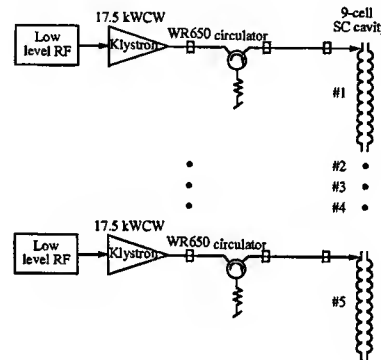 9-cell
SC cavity
17.5 kWCW
Low
level RF
Klystron
WR650 circulator
#1
#2
#3
#4
17.5 kWCW
Low
level RF
Klystron
WR650 circulator
#5